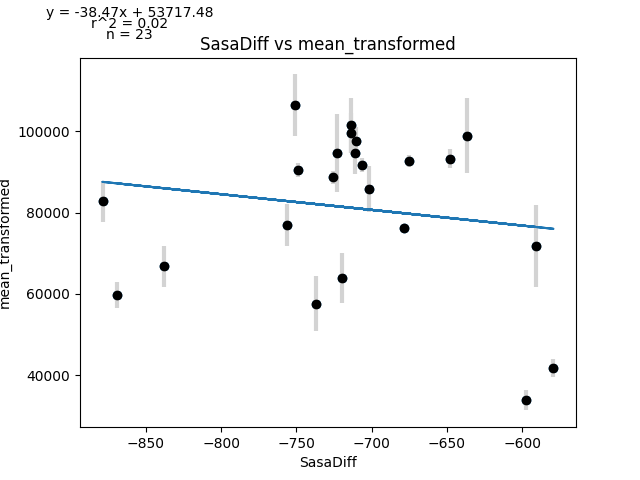 y = -38.47x + 53717.48
r^2 = 0.02
n = 23
SasaDiff vs mean_transformed
mean_transformed
100000
80000
60000
40000
−850
−800
−750
−700
−650
−600
SasaDiff